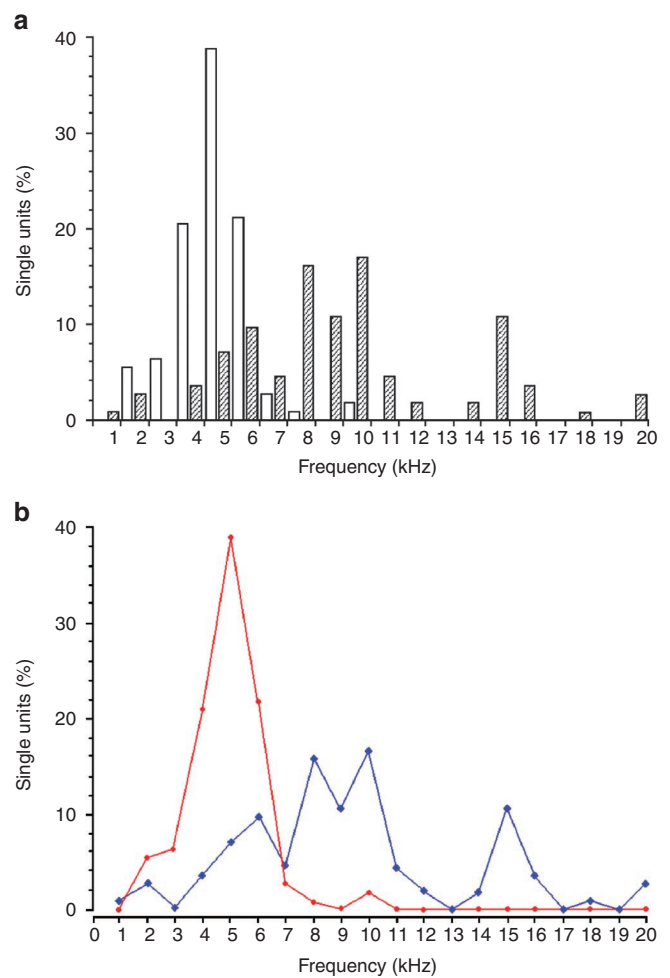 a
40
30
20
10
0
Single units (%)
1 2 3 4 5 6 7 8 9 10 11 12 13 14 15 16 17 18 19 20
Frequency (kHz)
b
40
30
20
10
0
Single units (%)
0 1 2 3 4 5 6 7 8 9 10 11 12 13 14 15 16 17 18 19 20
Frequency (kHz)